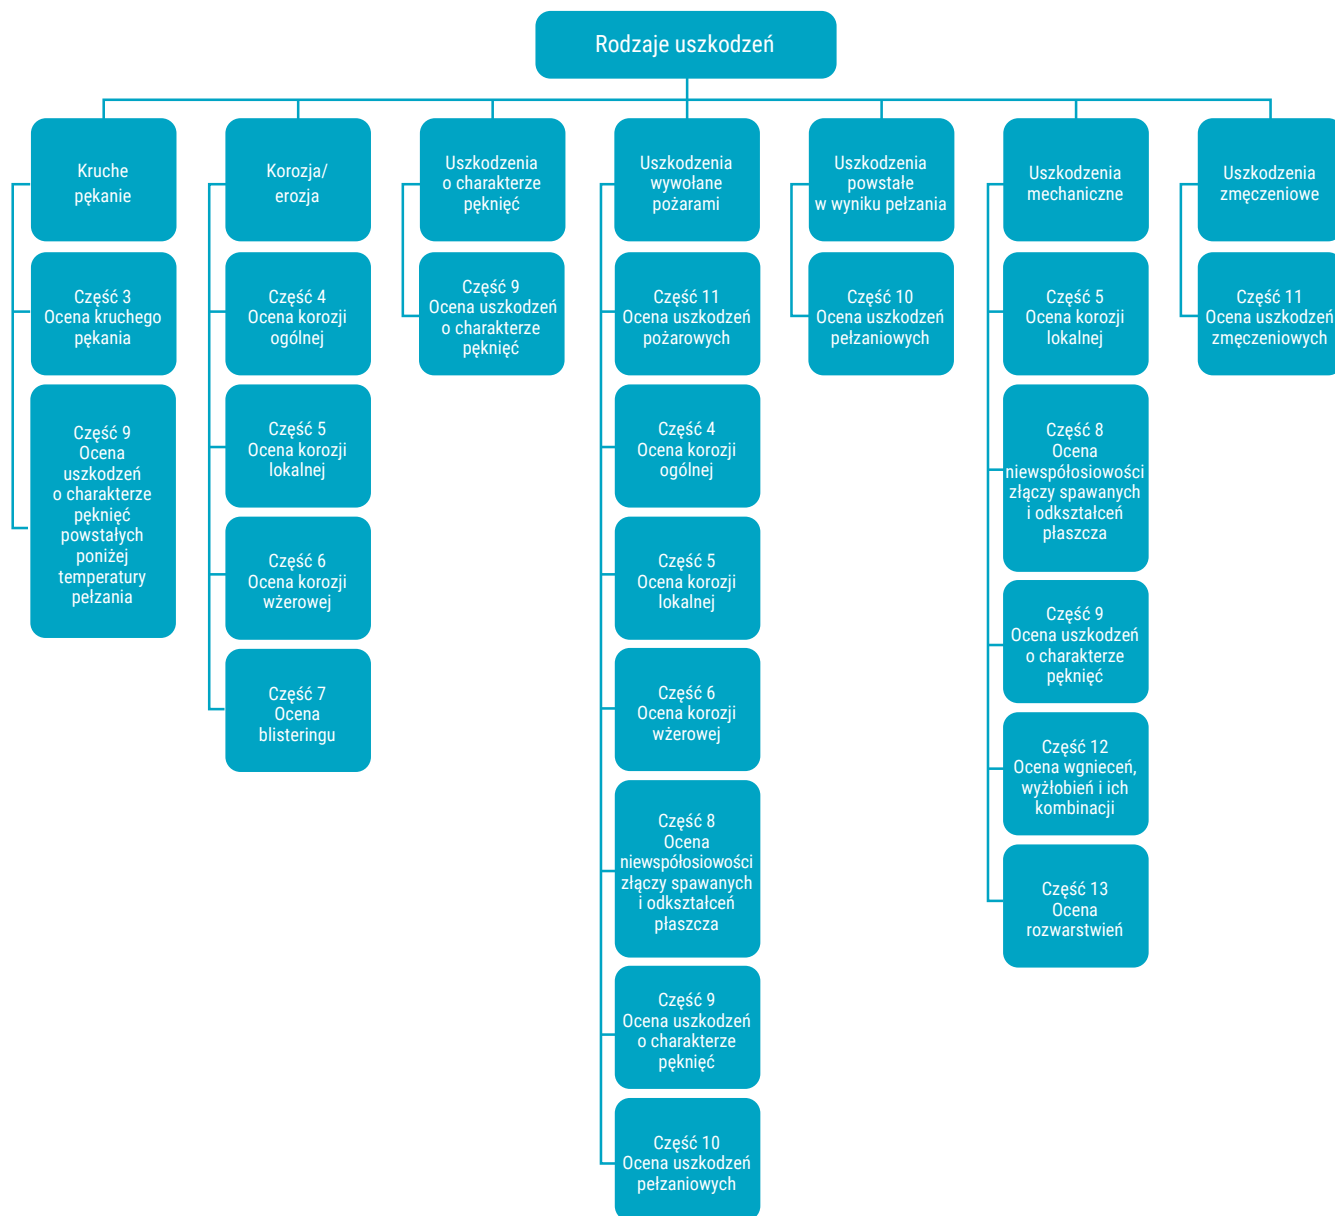 Rodzaje uszkodzeń
Kruche
pękanie
Część 3
Ocena kruchego
pękania
Część 9
Ocena
uszkodzeń
o charakterze
pęknięć
powstałych
poniżej
temperatury
pełzania
Korozja/
erozja
Część 4
Ocena korozji
ogólnej
Część 5
Ocena korozji
lokalnej
Część 6
Ocena korozji
wżerowej
Część 7
Ocena
blisteringu
Uszkodzenia
o charakterze
pęknięć
Część 9
Ocena uszkodzeń
o charakterze
pęknięć
Uszkodzenia
wywołane
pożarami
Część 11
Ocena uszkodzeń
pożarowych
Część 4
Ocena korozji
ogólnej
Część 5
Ocena korozji
lokalnej
Część 6
Ocena korozji
wżerowej
Część 8
Ocena
niewspółosiowości
złączy spawanych
i odkształceń
płaszcza
Część 9
Ocena uszkodzeń
o charakterze
pęknięć
Część 10
Ocena uszkodzeń
pełzaniowych
Uszkodzenia
powstałe
w wyniku pełzania
Część 10
Ocena uszkodzeń
pełzaniowych
Uszkodzenia
mechaniczne
Część 5
Ocena korozji
lokalnej
Część 8
Ocena
niewspółosiowości
złączy spawanych
i odkształceń
płaszcza
Część 9
Ocena uszkodzeń
o charakterze
pęknięć
Część 12
Ocena wgnieceń,
wyżłobień i ich
kombinacji
Część 13
Ocena
rozwarstwień
Uszkodzenia
zmęczeniowe
Część 11
Ocena uszkodzeń
zmęczeniowych